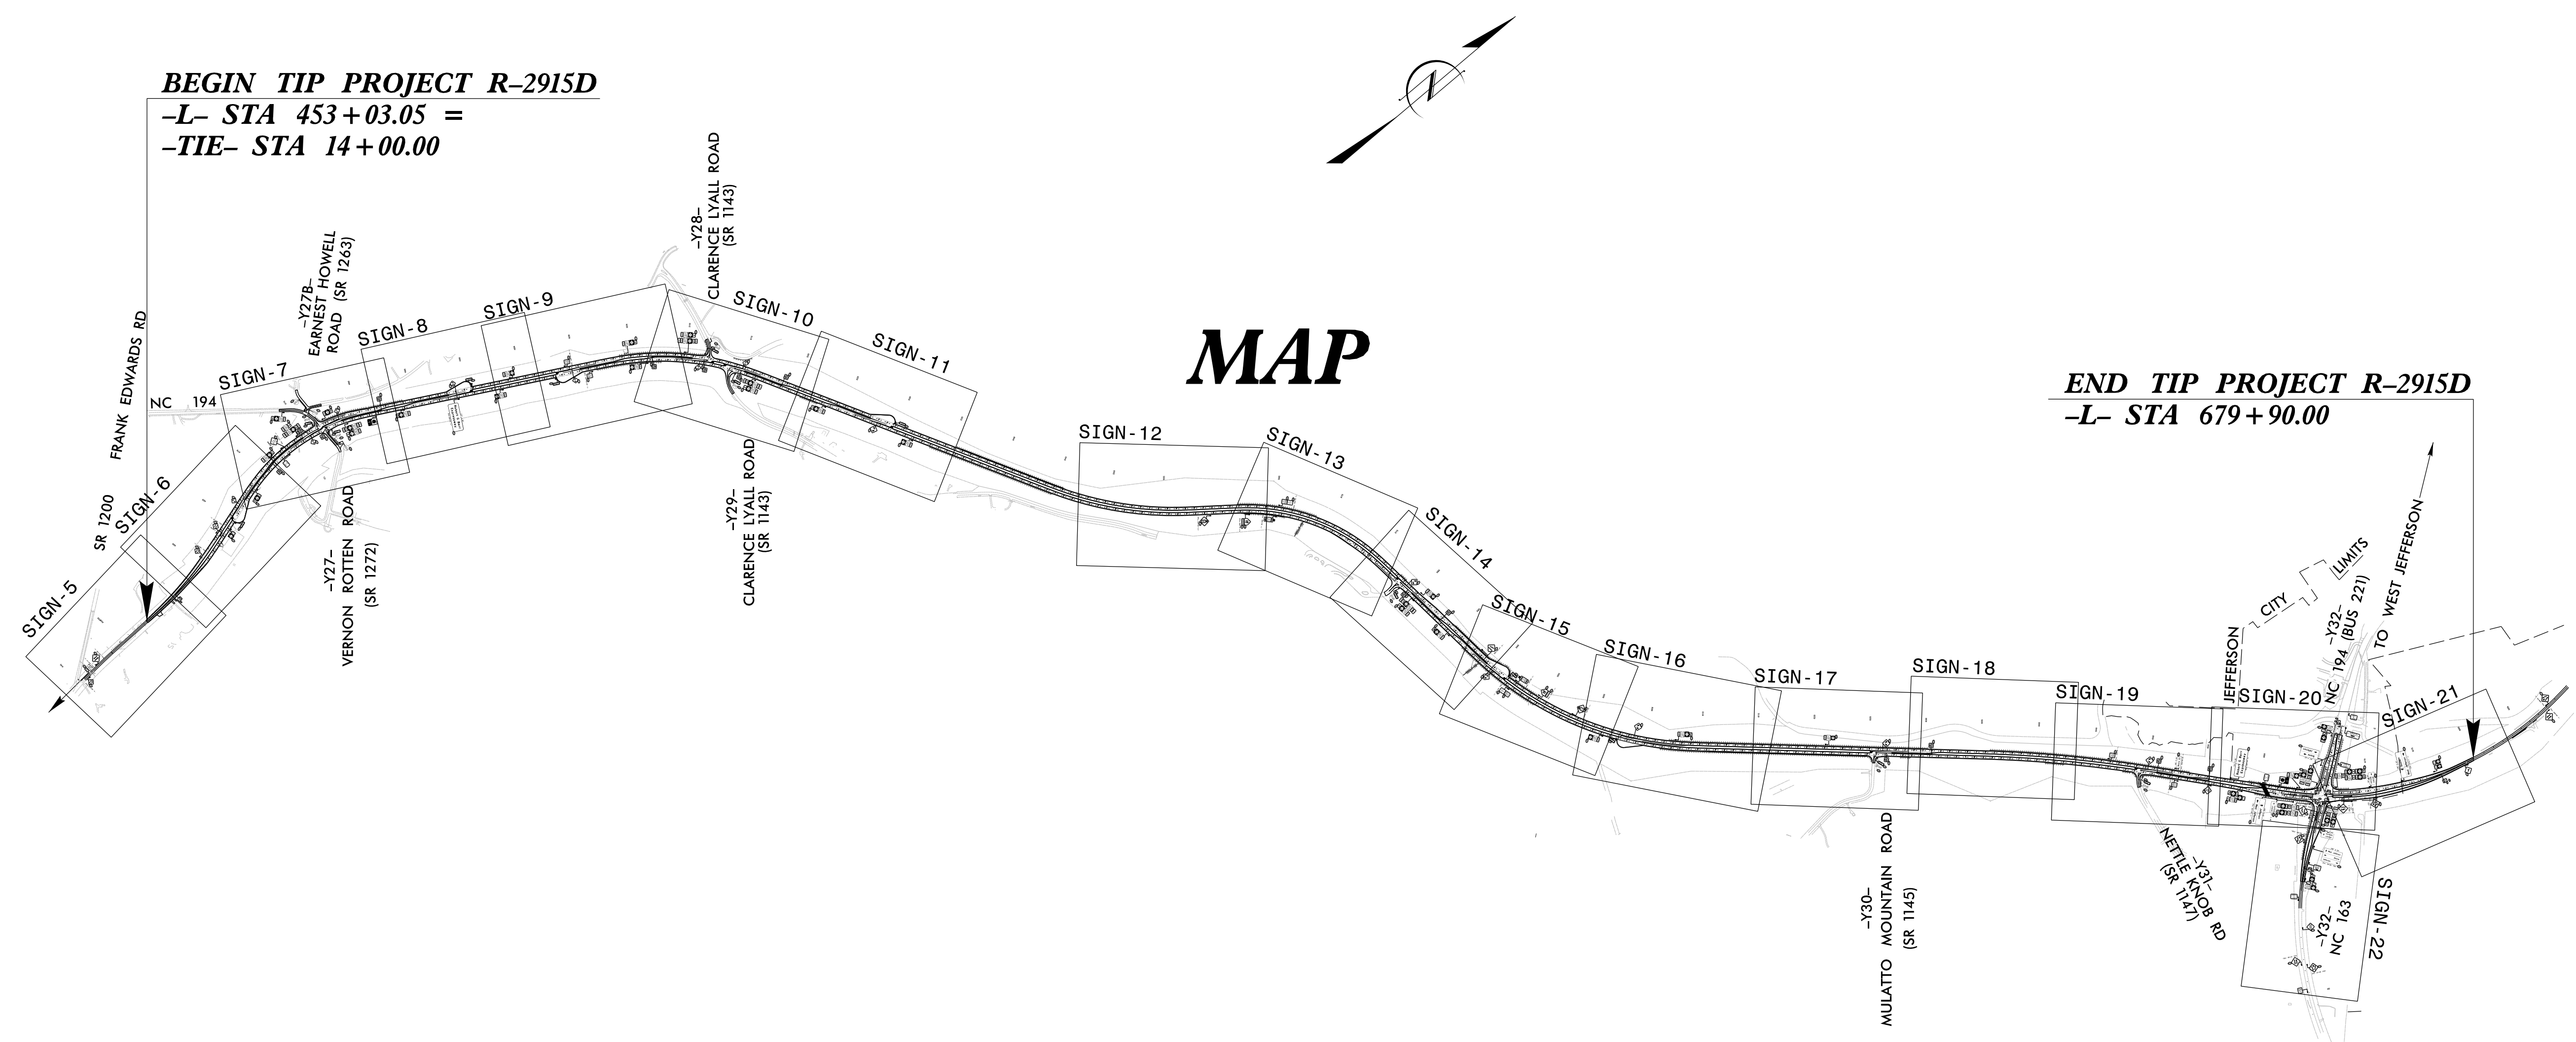 BEGIN TIP PROJECT R–2915D
–L– STA 453+03.05 =
–TIE– STA 14+00.00
N
MAP
END TIP PROJECT R–2915D
–L– STA 679+90.00
FRANK EDWARDS RD
SR 1200
NC 194
–Y27B–
EARNEST HOWELL
ROAD (SR 1263)
–Y28–
CLARENCE LYALL ROAD
(SR 1143)
–Y27–
VERNON ROTTEN ROAD
(SR 1272)
–Y29–
CLARENCE LYALL ROAD
(SR 1143)
SIGN-5
SIGN-6
SIGN-7
SIGN-8
SIGN-9
SIGN-10
SIGN-11
SIGN-12
SIGN-13
SIGN-14
SIGN-15
SIGN-16
SIGN-17
SIGN-18
SIGN-19
SIGN-20
SIGN-21
SIGN-22
–Y30–
MULATTO MOUNTAIN ROAD
(SR 1145)
–Y31–
NETTLE KNOB RD
(SR 1147)
JEFFERSON
CITY
LIMITS
–Y32–
NC 194 (BUS 221)
TO WEST JEFFERSON
–Y32–
NC 163